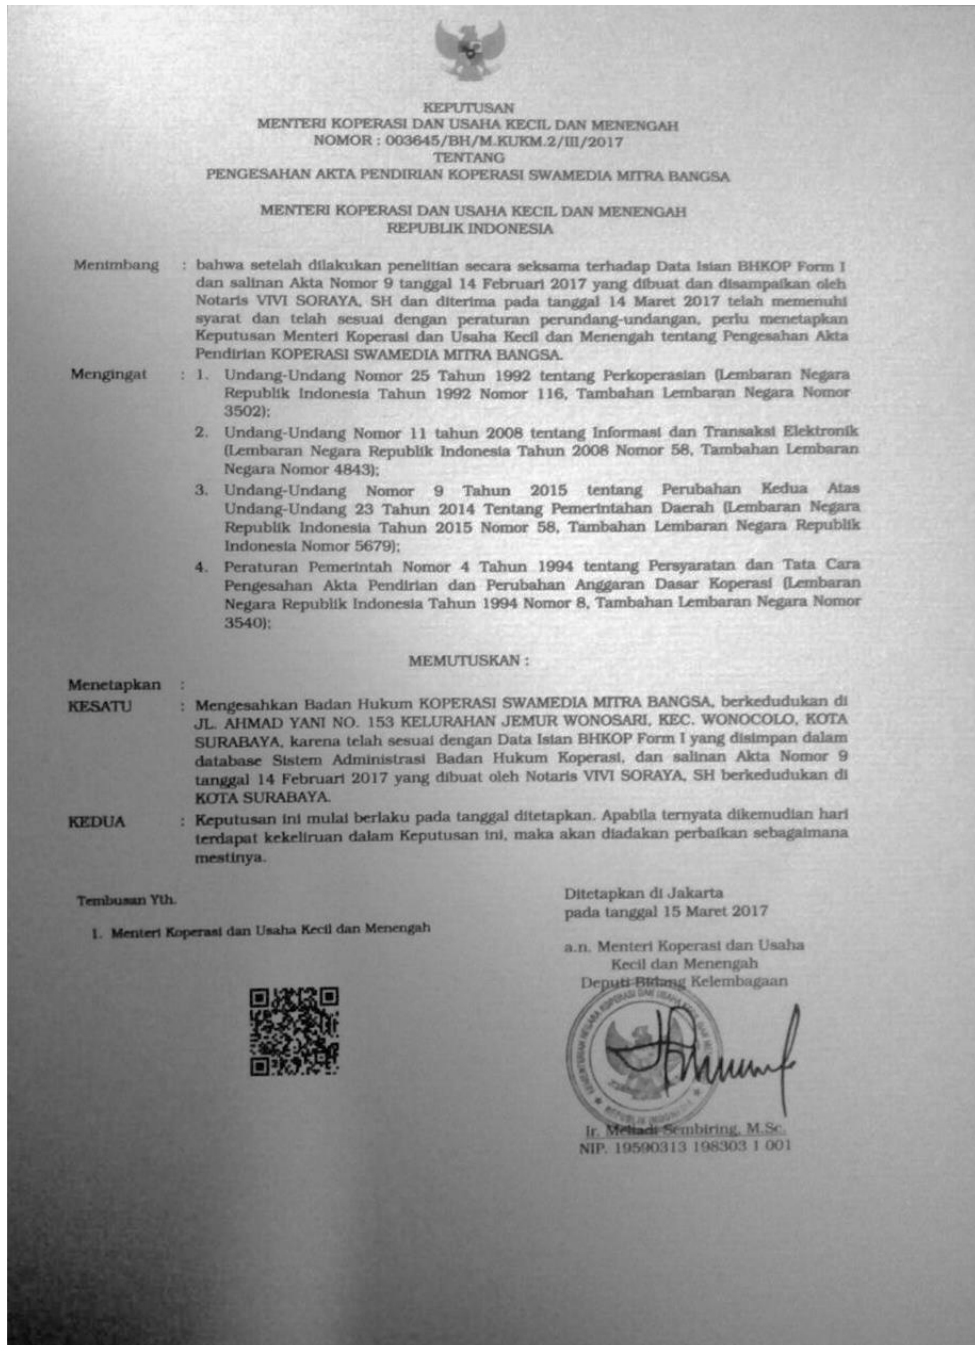 KEPUTUSAN
MENTERI KOPERASI DAN USAHA KECIL DAN MENENGAH
NOMOR : 003645/BH/M.KUKM.2/III/2017
TENTANG
PENGESAHAN AKTA PENDIRIAN KOPERASI SWAMEDIA MITRA BANGSA
MENTERI KOPERASI DAN USAHA KECIL DAN MENENGAH
REPUBLIK INDONESIA
Menimbang : bahwa setelah dilakukan penelitian secara seksama terhadap Data Isian BHKOP Form I
dan salinan Akta Nomor 9 tanggal 14 Februari 2017 yang dibuat dan disampaikan oleh
Notaris VIVI SORAYA, SH dan diterima pada tanggal 14 Maret 2017 telah memenuhi
syarat dan telah sesuai dengan peraturan perundang-undangan, perlu menetapkan
Keputusan Menteri Koperasi dan Usaha Kecil dan Menengah tentang Pengesahan Akta
Pendirian KOPERASI SWAMEDIA MITRA BANGSA.
Mengingat : 1. Undang-Undang Nomor 25 Tahun 1992 tentang Perkoperasian (Lembaran Negara
Republik Indonesia Tahun 1992 Nomor 116, Tambahan Lembaran Negara Nomor
3502);
2. Undang-Undang Nomor 11 tahun 2008 tentang Informasi dan Transaksi Elektronik
(Lembaran Negara Republik Indonesia Tahun 2008 Nomor 58, Tambahan Lembaran
Negara Nomor 4843);
3. Undang-Undang Nomor 9 Tahun 2015 tentang Perubahan Kedua Atas
Undang-Undang 23 Tahun 2014 Tentang Pemerintahan Daerah (Lembaran Negara
Republik Indonesia Tahun 2015 Nomor 58, Tambahan Lembaran Negara Republik
Indonesia Nomor 5679);
4. Peraturan Pemerintah Nomor 4 Tahun 1994 tentang Persyaratan dan Tata Cara
Pengesahan Akta Pendirian dan Perubahan Anggaran Dasar Koperasi (Lembaran
Negara Republik Indonesia Tahun 1994 Nomor 8, Tambahan Lembaran Negara Nomor
3540);
MEMUTUSKAN :
Menetapkan :
KESATU : Mengesahkan Badan Hukum KOPERASI SWAMEDIA MITRA BANGSA, berkedudukan di
JL. AHMAD YANI NO. 153 KELURAHAN JEMUR WONOSARI, KEC. WONOCOLO, KOTA
SURABAYA, karena telah sesuai dengan Data Isian BHKOP Form I yang disimpan dalam
database Sistem Administrasi Badan Hukum Koperasi, dan salinan Akta Nomor 9
tanggal 14 Februari 2017 yang dibuat oleh Notaris VIVI SORAYA, SH berkedudukan di
KOTA SURABAYA.
KEDUA : Keputusan ini mulai berlaku pada tanggal ditetapkan. Apabila ternyata dikemudian hari
terdapat kekeliruan dalam Keputusan ini, maka akan diadakan perbaikan sebagaimana
mestinya.
Tembusan Yth.
1. Menteri Koperasi dan Usaha Kecil dan Menengah
Ditetapkan di Jakarta
pada tanggal 15 Maret 2017
a.n. Menteri Koperasi dan Usaha
Kecil dan Menengah
Deputi Bidang Kelembagaan
REPUBLIK INDONESIA
Ir. Meliadi Sembiring, M.Sc.
NIP. 19590313 198303 1 001